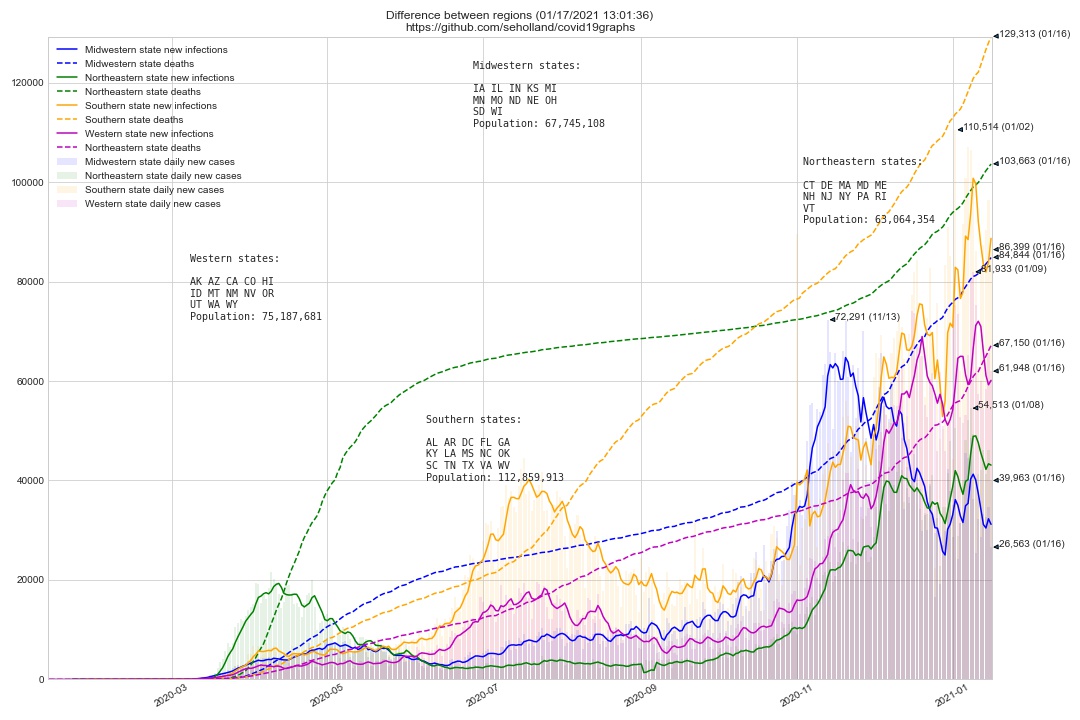 Difference between regions (01/17/2021 13:01:36)
https://github.com/seholland/covid19graphs
Midwestern state new infections
Midwestern state deaths
Northeastern state new infections
Northeastern state deaths
Southern state new infections
Southern state deaths
Western state new infections
Northeastern state deaths
Midwestern state daily new cases
Northeastern state daily new cases
Southern state daily new cases
Western state daily new cases
Midwestern states:
IA IL IN KS MI
MN MO ND NE OH
SD WI
Population: 67,745,108
Northeastern states:
CT DE MA MD ME
NH NJ NY PA RI
VT
Population: 63,064,354
Western states:
AK AZ CA CO HI
ID MT NM NV OR
UT WA WY
Population: 75,187,681
Southern states:
AL AR DC FL GA
KY LA MS NC OK
SC TN TX VA WV
Population: 112,859,913
129,313 (01/16)
110,514 (01/02)
103,663 (01/16)
86,399 (01/16)
84,844 (01/16)
81,933 (01/09)
72,291 (11/13)
67,150 (01/16)
61,948 (01/16)
54,513 (01/08)
39,963 (01/16)
26,563 (01/16)
120000
100000
80000
60000
40000
20000
0
2020-03
2020-05
2020-07
2020-09
2020-11
2021-01